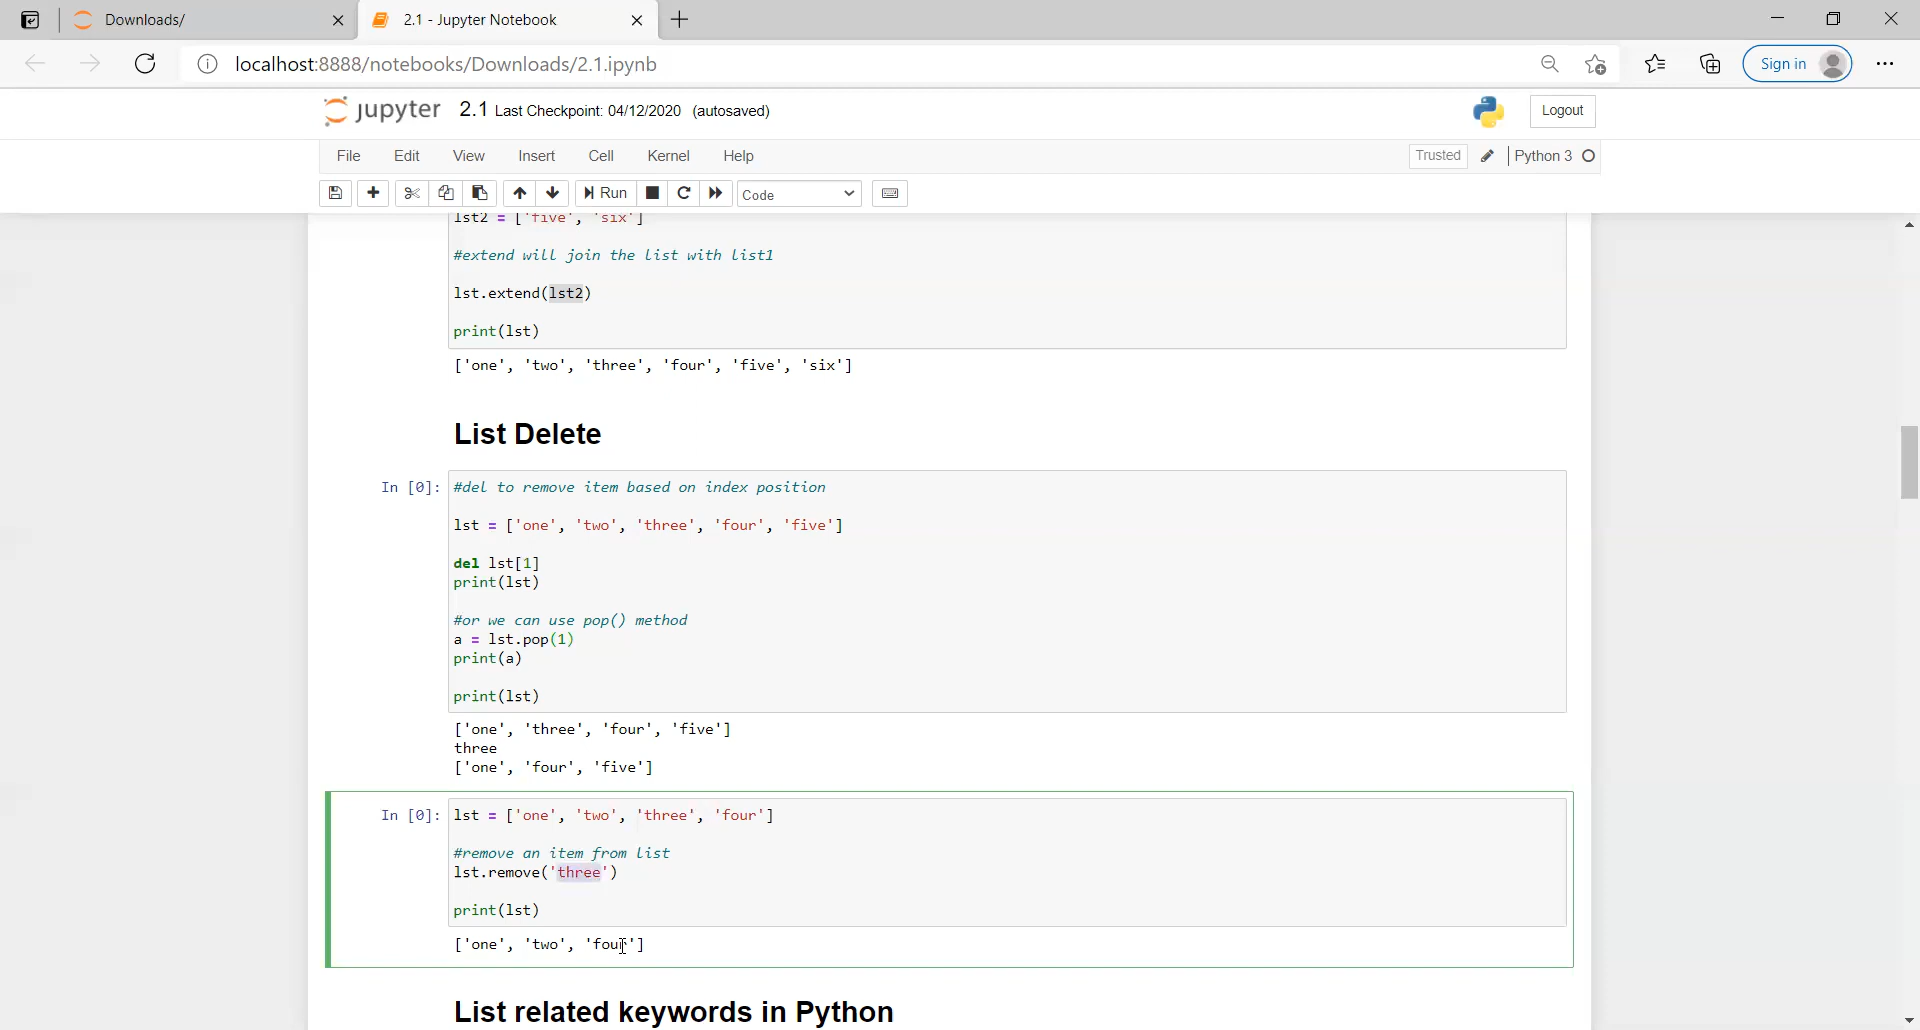 Downloads/
2.1 - Jupyter Notebook
localhost:8888/notebooks/Downloads/2.1.ipynb
Sign in
jupyter 2.1 Last Checkpoint: 04/12/2020 (autosaved)
Logout
File Edit View Insert Cell Kernel Help
Trusted
Python 3
Run
Code
lst2 = ['five', 'six']
#extend will join the list with list1
lst.extend(lst2)
print(lst)
['one', 'two', 'three', 'four', 'five', 'six']
List Delete
In [0]: #del to remove item based on index position
lst = ['one', 'two', 'three', 'four', 'five']
del lst[1]
print(lst)
#or we can use pop() method
a = lst.pop(1)
print(a)
print(lst)
['one', 'three', 'four', 'five']
three
['one', 'four', 'five']
In [0]: lst = ['one', 'two', 'three', 'four']
#remove an item from list
lst.remove('three')
print(lst)
['one', 'two', 'four']
List related keywords in Python